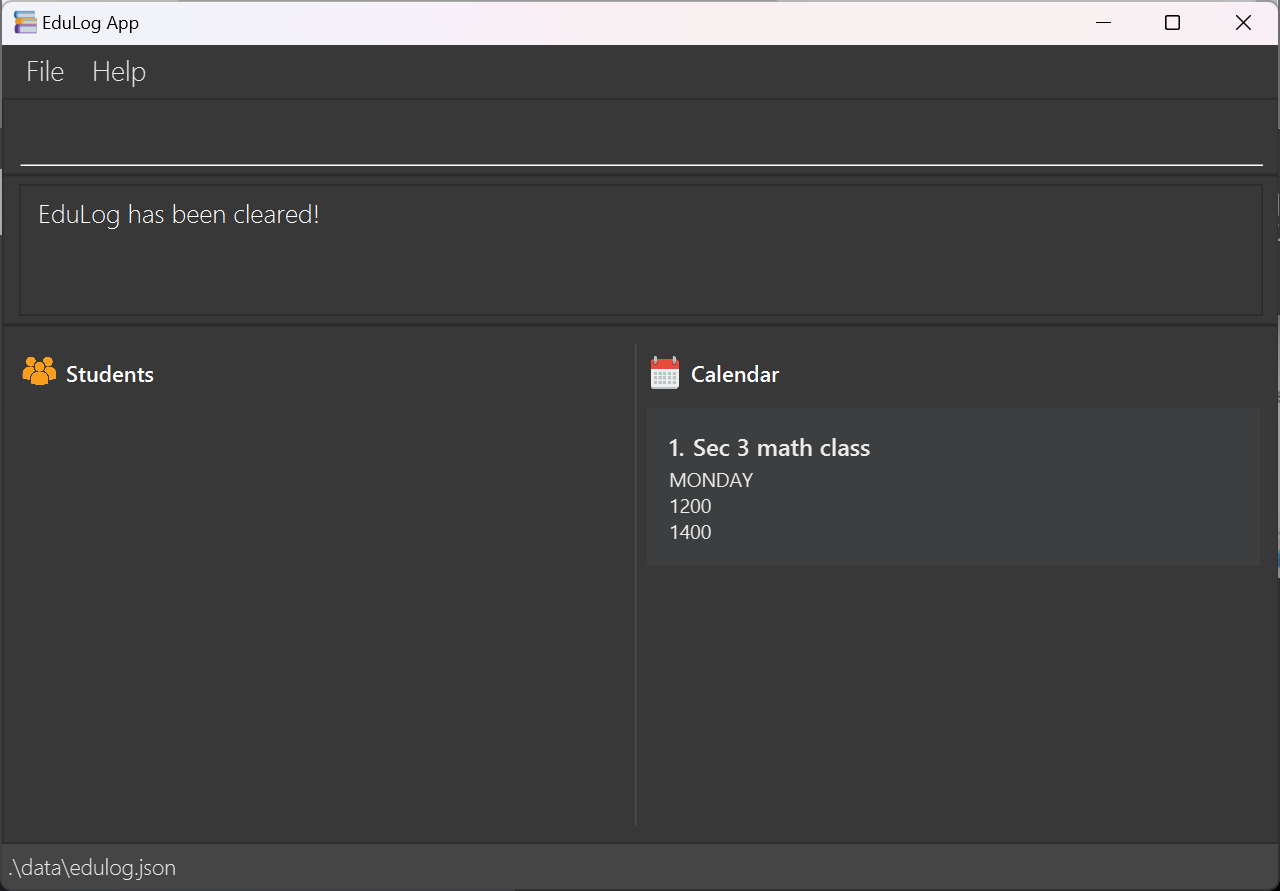 EduLog App
File Help
EduLog has been cleared!
Students
Calendar
1. Sec 3 math class
MONDAY
1200
1400
.\data\edulog.json